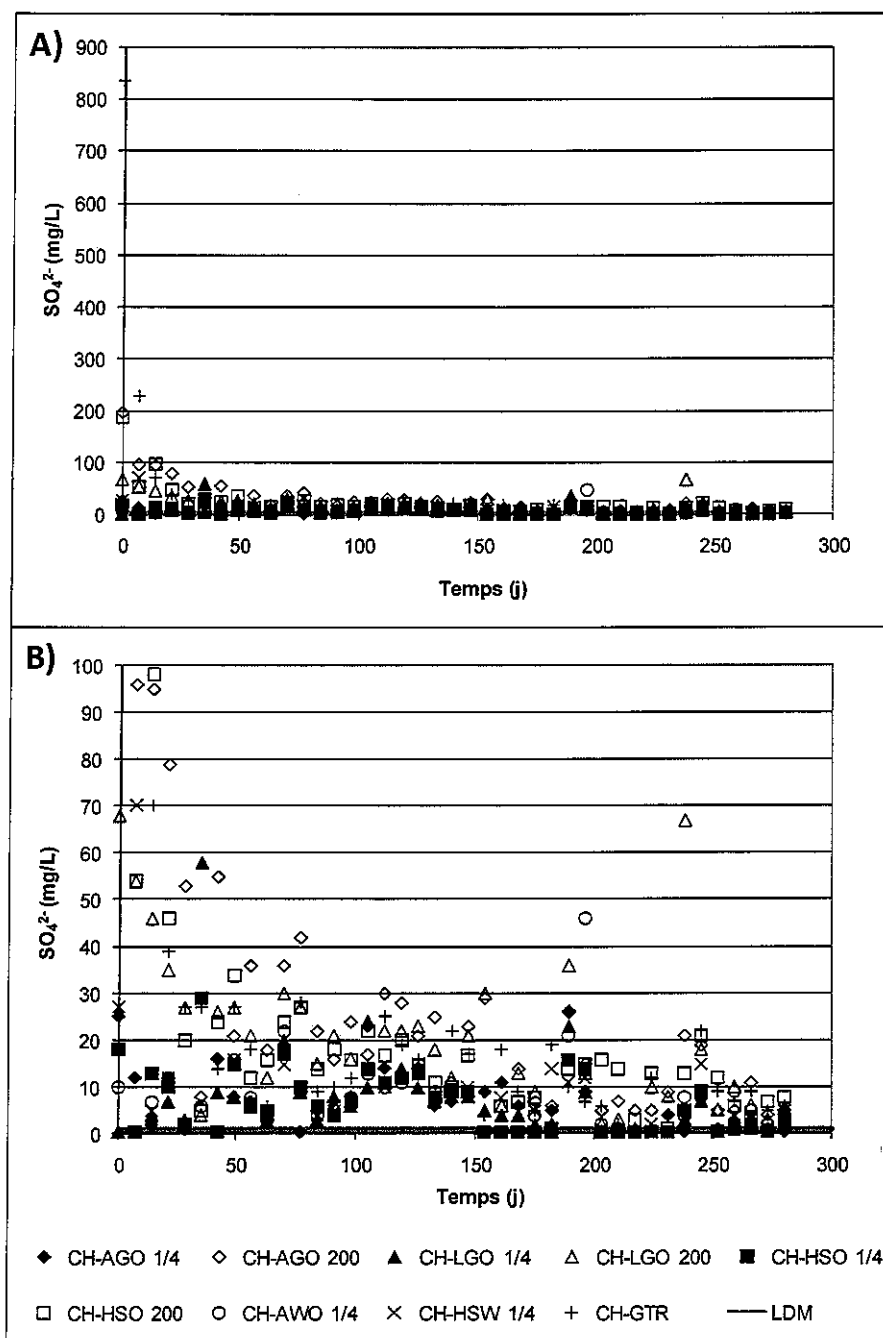 A)
SO₄²⁻ (mg/L)
900
800
700
600
500
400
300
200
100
0
0 50 100 150 200 250 300
Temps (j)
B)
SO₄²⁻ (mg/L)
100
90
80
70
60
50
40
30
20
10
0
0 50 100 150 200 250 300
Temps (j)
CH-AGO 1/4 CH-AGO 200 CH-LGO 1/4 CH-LGO 200 CH-HSO 1/4
CH-HSO 200 CH-AWO 1/4 CH-HSW 1/4 CH-GTR LDM